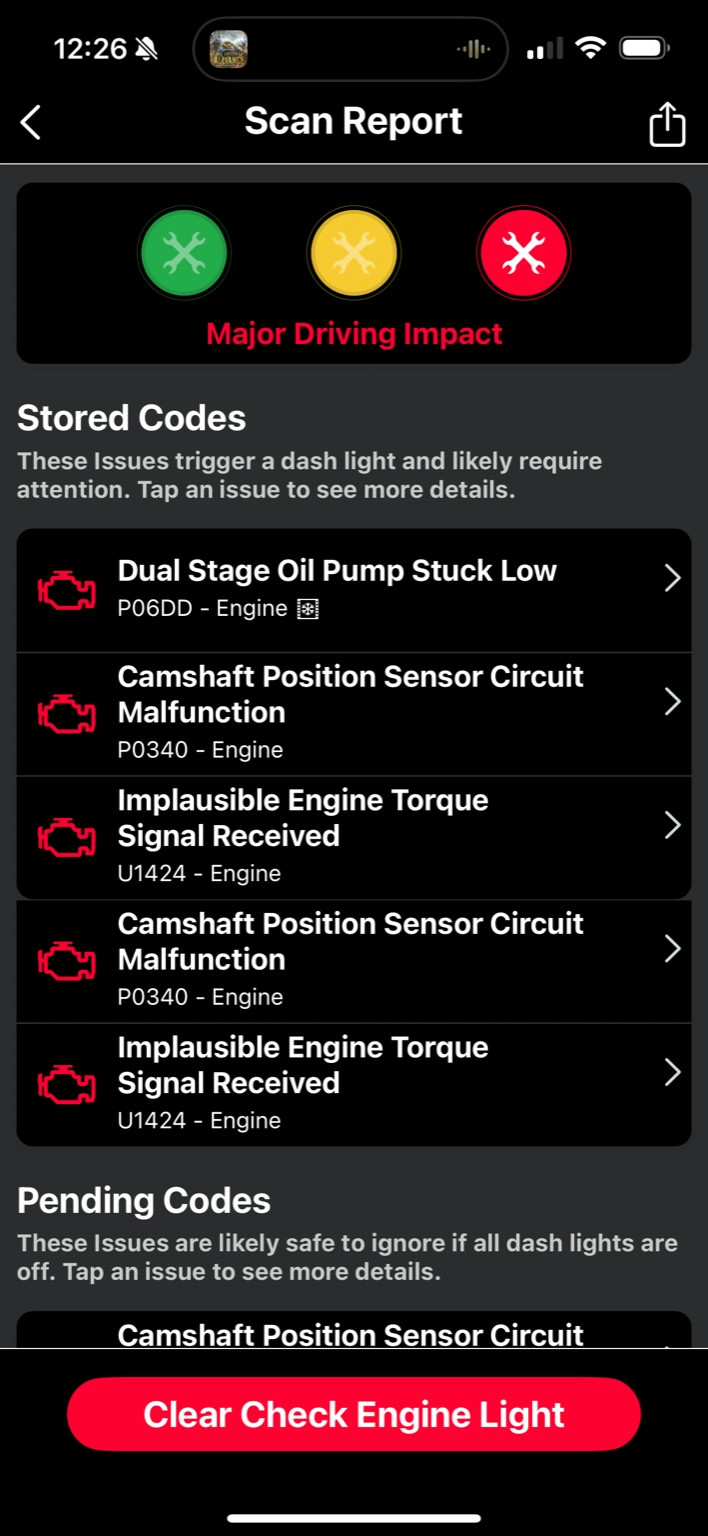 12:26
ALLIANCE
Scan Report
Major Driving Impact
Stored Codes
These Issues trigger a dash light and likely require
attention. Tap an issue to see more details.
Dual Stage Oil Pump Stuck Low
P06DD - Engine
Camshaft Position Sensor Circuit
Malfunction
P0340 - Engine
Implausible Engine Torque
Signal Received
U1424 - Engine
Camshaft Position Sensor Circuit
Malfunction
P0340 - Engine
Implausible Engine Torque
Signal Received
U1424 - Engine
Pending Codes
These Issues are likely safe to ignore if all dash lights are
off. Tap an issue to see more details.
Camshaft Position Sensor Circuit
Clear Check Engine Light